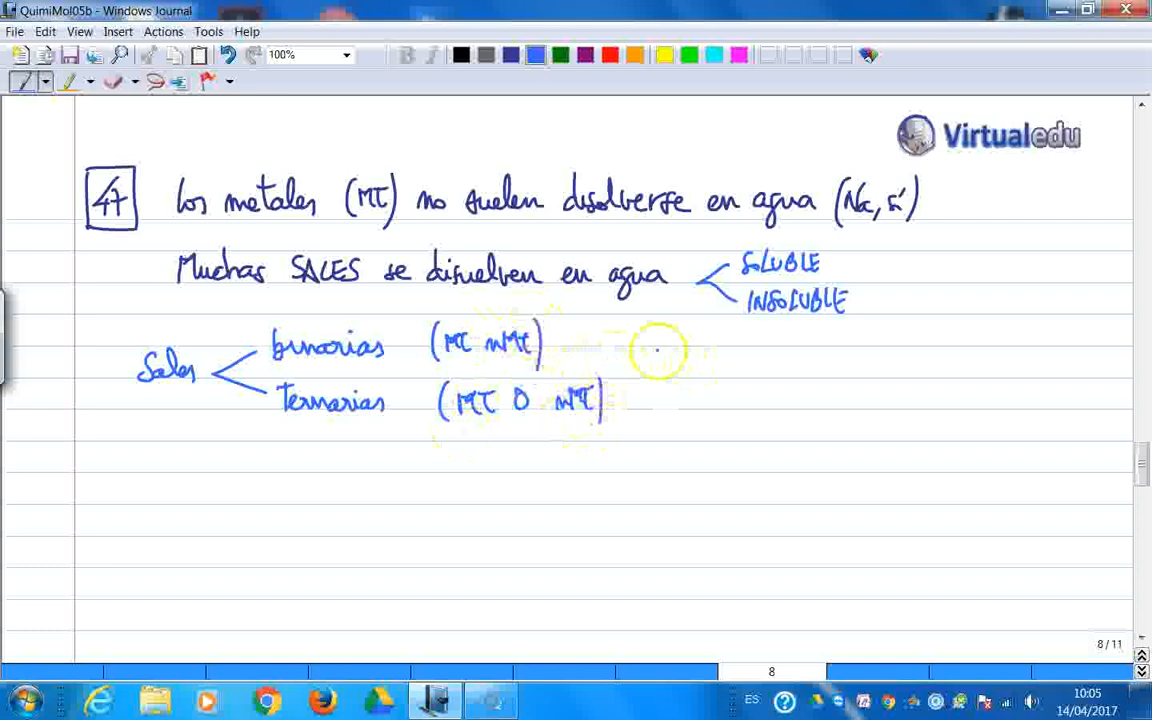 QuimiMol05b - Windows Journal
File Edit View Insert Actions Tools Help
100%
B I
Virtualedu
47 Los metales (MT) no suelen disolverse en agua (Na, sí)
Muchas SALES se disuelven en agua
SOLUBLE
INSOLUBLE
Sales
binarias (MT nMT)
Ternarias (MT O nMT)
8 / 11
8
ES
10:05
14/04/2017